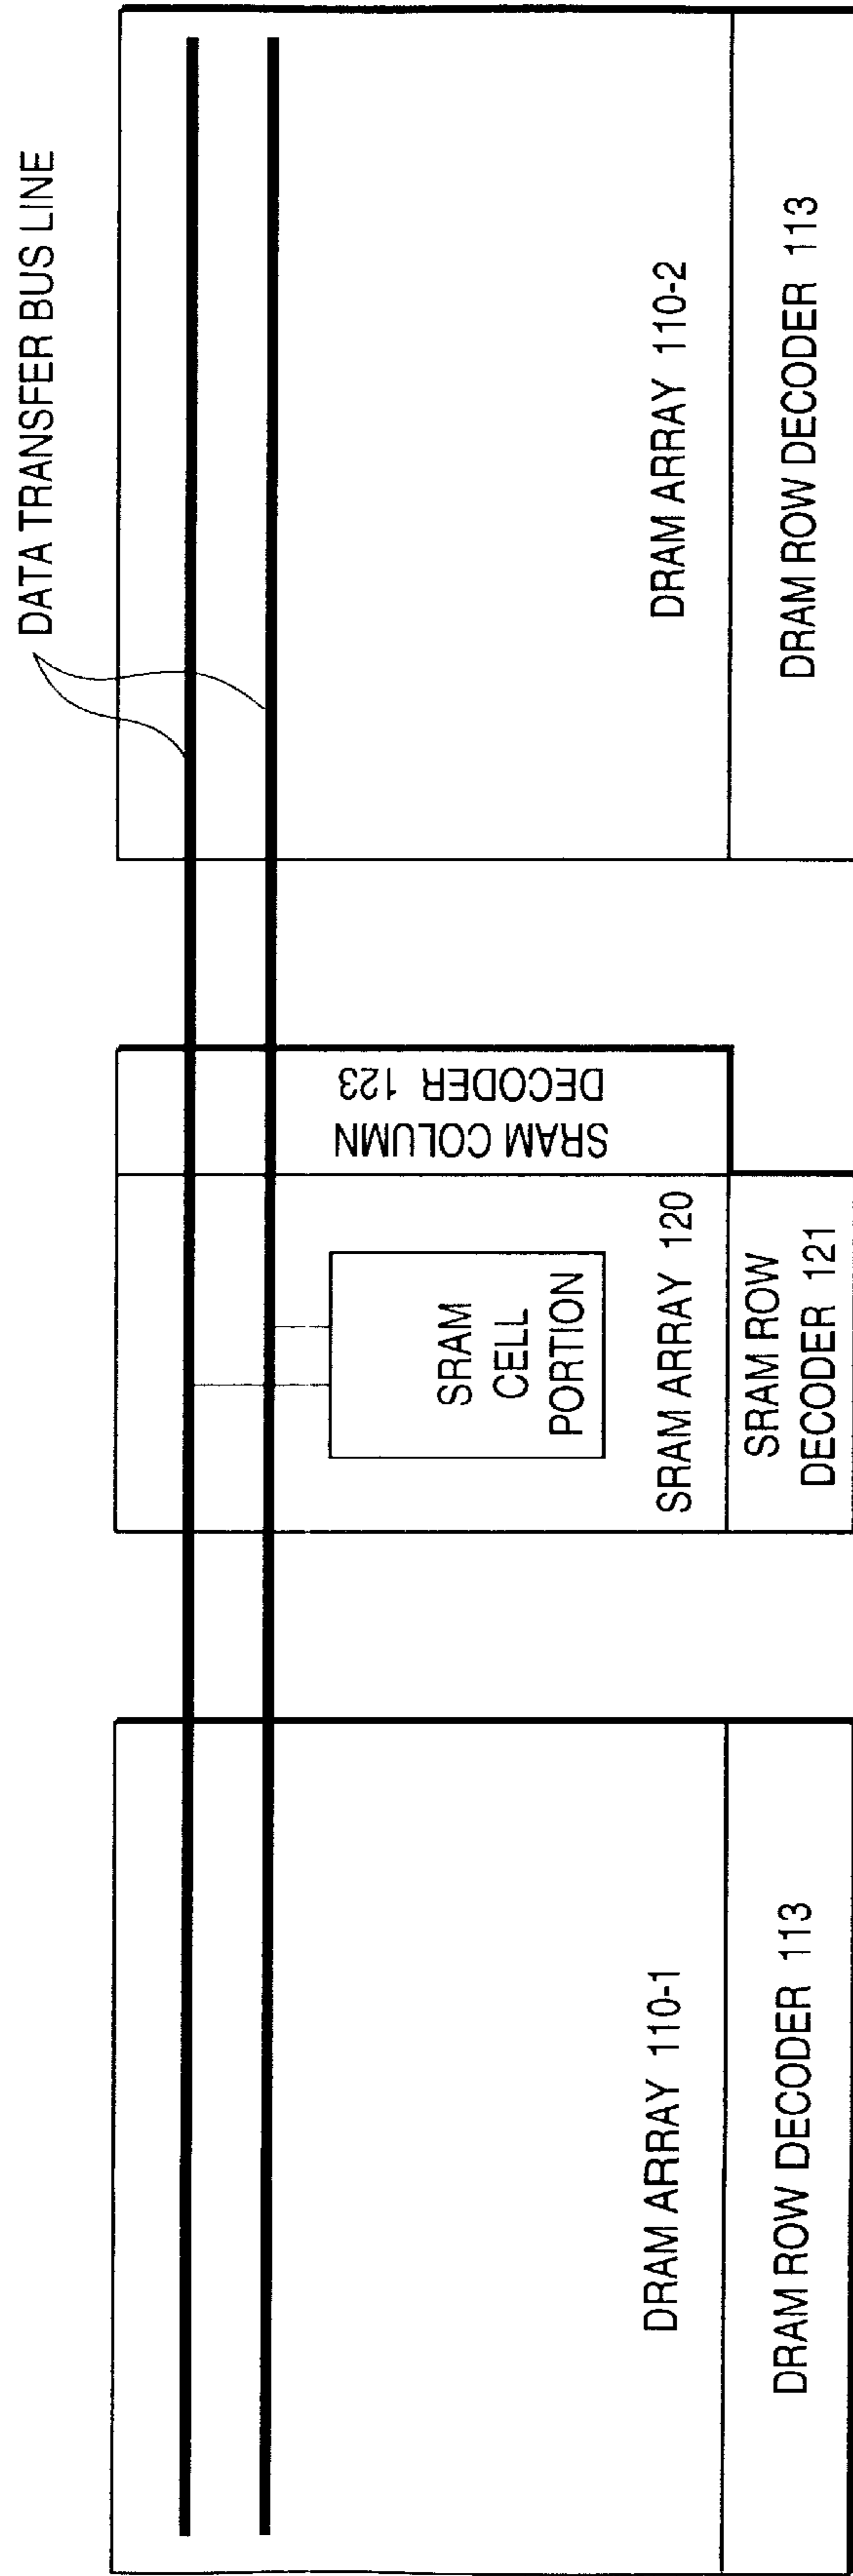 DATA TRANSFER BUS LINE
DRAM ARRAY 110-1
DRAM ROW DECODER 113
SRAM
CELL
PORTION
SRAM ARRAY 120
SRAM ROW
DECODER 121
SRAM COLUMN
DECODER 123
DRAM ARRAY 110-2
DRAM ROW DECODER 113